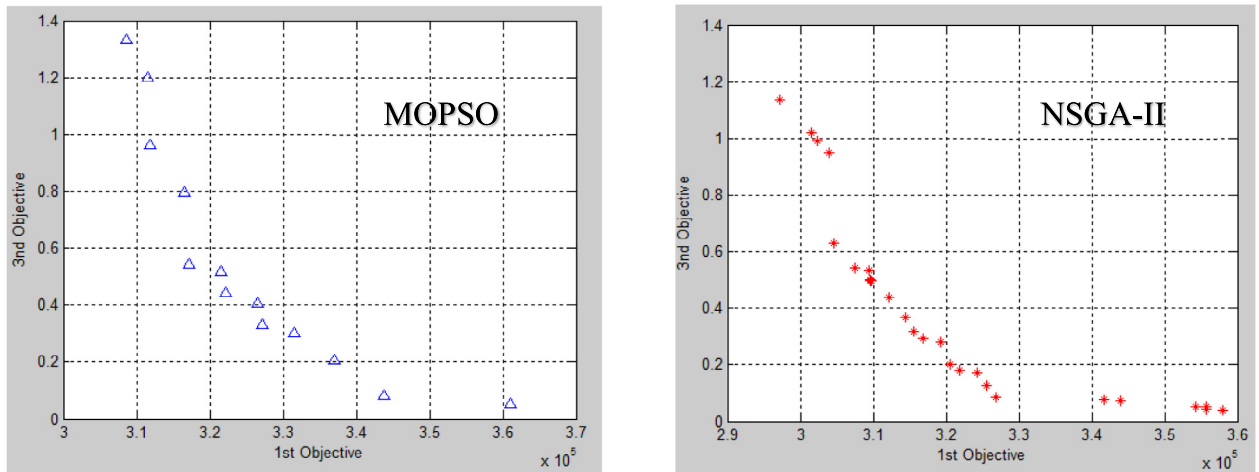 1.4
1.2
1
0.8
0.6
0.4
0.2
0
3nd Objective
MOPSO
3 3.1 3.2 3.3 3.4 3.5 3.6 3.7
1st Objective
x 10^5
1.4
1.2
1
0.8
0.6
0.4
0.2
0
3nd Objective
NSGA-II
2.9 3 3.1 3.2 3.3 3.4 3.5 3.6
1st Objective
x 10^5